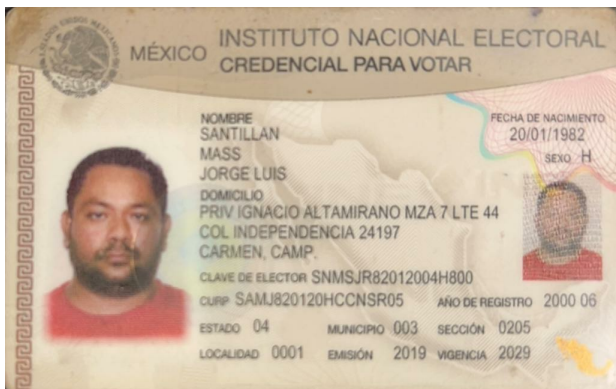 MÉXICO INSTITUTO NACIONAL ELECTORAL
CREDENCIAL PARA VOTAR
NOMBRE
SANTILLAN
MASS
JORGE LUIS
FECHA DE NACIMIENTO
20/01/1982
SEXO H
DOMICILIO
PRIV IGNACIO ALTAMIRANO MZA 7 LTE 44
COL INDEPENDENCIA 24197
CARMEN, CAMP.
CLAVE DE ELECTOR SNMSJR82012004H800
CURP SAMJ820120HCCNSR05 AÑO DE REGISTRO 2000 06
ESTADO 04 MUNICIPIO 003 SECCIÓN 0205
LOCALIDAD 0001 EMISIÓN 2019 VIGENCIA 2029